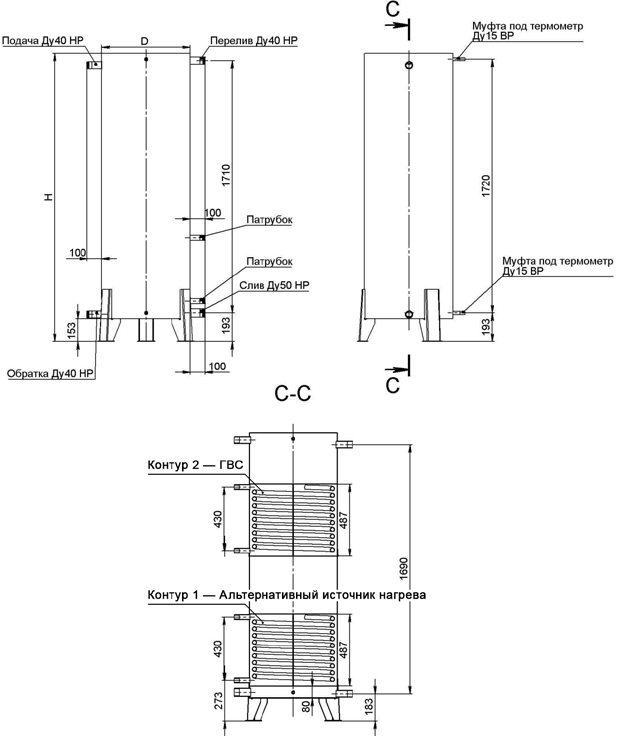 C
Муфта под термометр
Ду15 ВР
Подача Ду40 НР
D
Перелив Ду40 НР
H
1710
1720
100
Патрубок
100
Патрубок
Муфта под термометр
Ду15 ВР
Слив Ду50 НР
153
193
193
100
Обратка Ду40 НР
C
С-С
Контур 2 — ГВС
430
487
1690
Контур 1 — Альтернативный источник нагрева
430
487
273
80
183